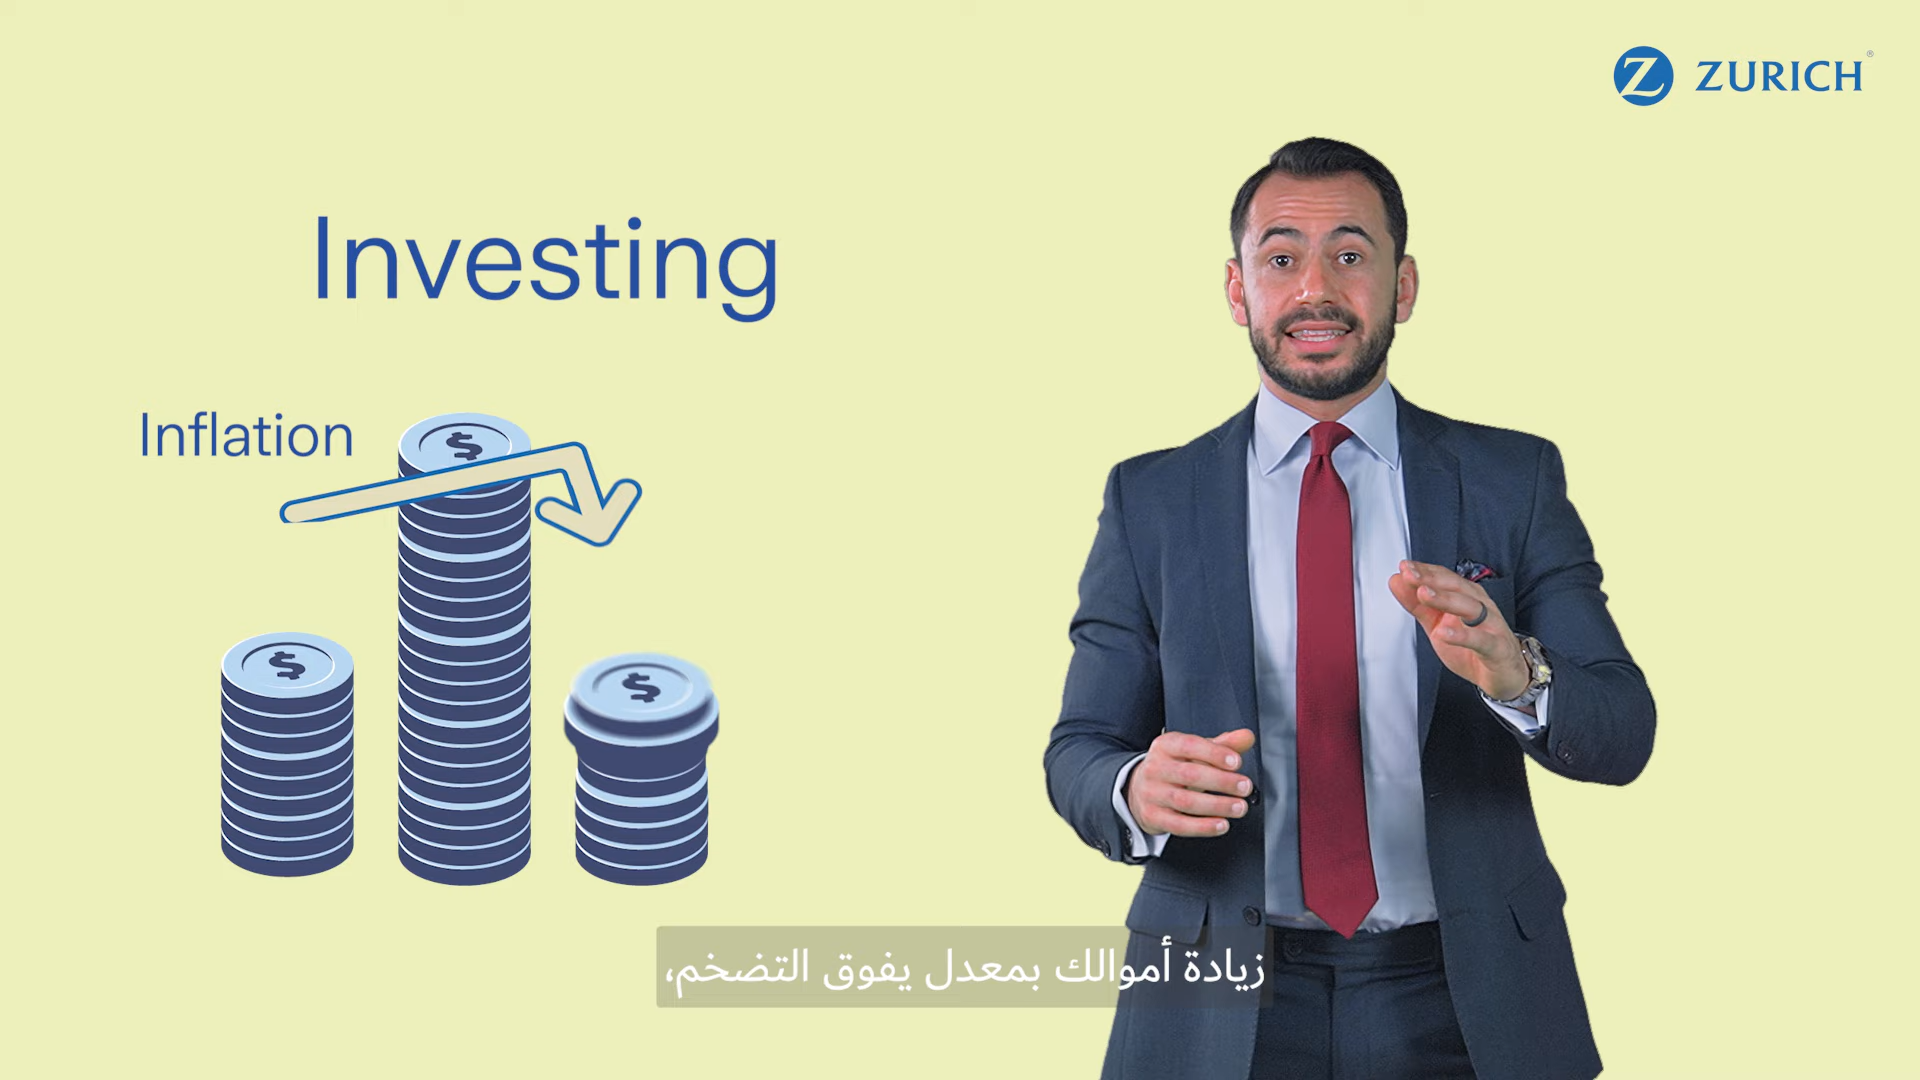 ZURICH®
Investing
Inflation
$
$
$
زيادة أموالك بمعدل يفوق التضخم،